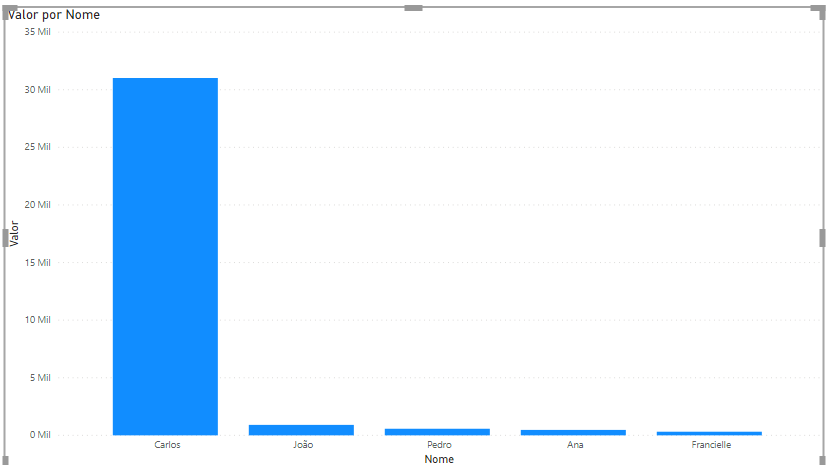 Valor por Nome
35 Mil
30 Mil
25 Mil
20 Mil
15 Mil
10 Mil
5 Mil
0 Mil
Valor
Carlos João Pedro Ana Francielle
Nome